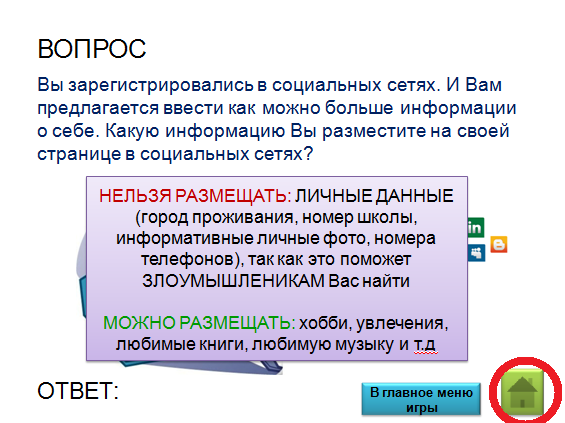 ВОПРОС
Вы зарегистрировались в социальных сетях. И Вам
предлагается ввести как можно больше информации
о себе. Какую информацию Вы разместите на своей
странице в социальных сетях?
НЕЛЬЗЯ РАЗМЕЩАТЬ: ЛИЧНЫЕ ДАННЫЕ
(город проживания, номер школы,
информативные личные фото, номера
телефонов), так как это поможет
ЗЛОУМЫШЛЕНИКАМ Вас найти
МОЖНО РАЗМЕЩАТЬ: хобби, увлечения,
любимые книги, любимую музыку и т.д
in
ОТВЕТ:
В главное меню
игры